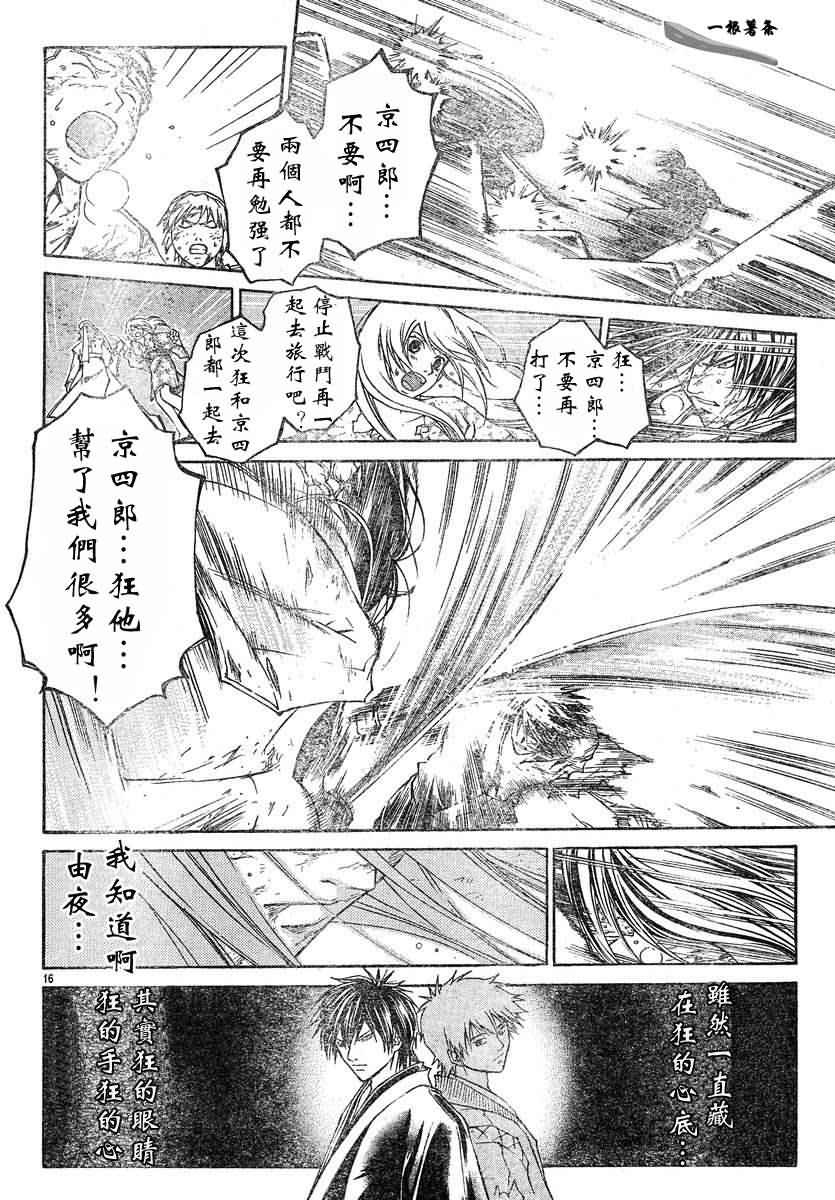 一根薯条
京四郎…
不要啊…
兩個人都不
要再勉强了
狂…
京四郎…
不要再
打了…
停止戰鬥再一
起去旅行吧？
這次狂和京四
郎都一起去
京四郎…狂他…
幫了我們很多啊！
我知道啊
由夜…
16
雖然一直藏
在狂的心底…
其實狂的眼睛
狂的手狂的心